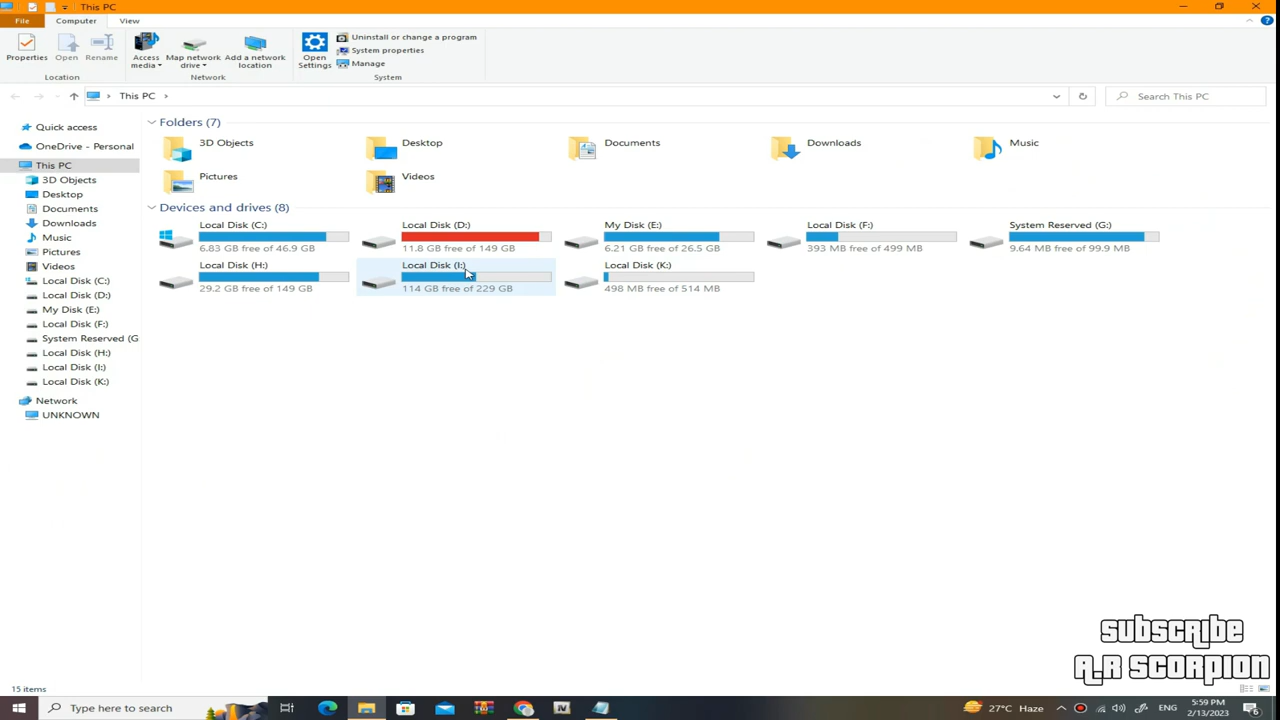 This PC
File
Computer
View
Properties
Open
Rename
Access media
Map network drive
Add a network location
Open Settings
Uninstall or change a program
System properties
Manage
Location
Network
System
This PC
Search This PC
Quick access
OneDrive - Personal
This PC
3D Objects
Desktop
Documents
Downloads
Music
Pictures
Videos
Local Disk (C:)
Local Disk (D:)
My Disk (E:)
Local Disk (F:)
System Reserved (G
Local Disk (H:)
Local Disk (I:)
Local Disk (K:)
Network
UNKNOWN
Folders (7)
3D Objects
Desktop
Documents
Downloads
Music
Pictures
Videos
Devices and drives (8)
Local Disk (C:)
6.83 GB free of 46.9 GB
Local Disk (D:)
11.8 GB free of 149 GB
My Disk (E:)
6.21 GB free of 26.5 GB
Local Disk (F:)
393 MB free of 499 MB
System Reserved (G:)
9.64 MB free of 99.9 MB
Local Disk (H:)
29.2 GB free of 149 GB
Local Disk (I:)
114 GB free of 229 GB
Local Disk (K:)
498 MB free of 514 MB
subscribe
A.R SCORPION
15 items
Type here to search
IV
27°C Haze
ENG
5:59 PM
2/13/2023
6